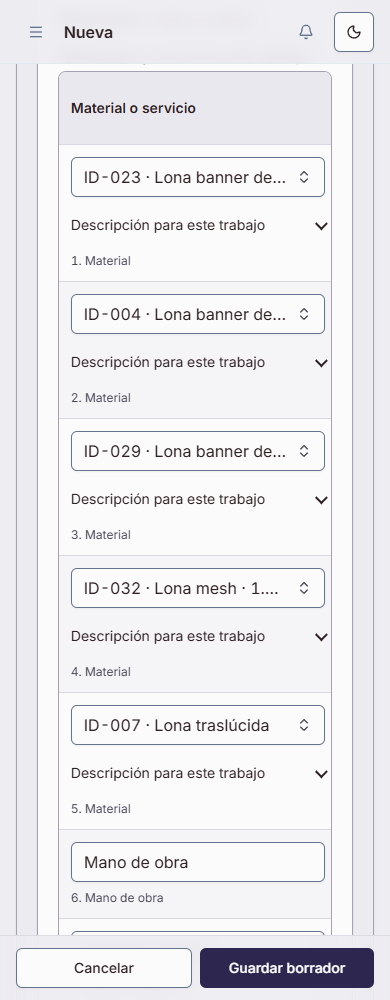 Nueva
Material o servicio
ID-023 · Lona banner de...
Descripción para este trabajo
1. Material
ID-004 · Lona banner de...
Descripción para este trabajo
2. Material
ID-029 · Lona banner de...
Descripción para este trabajo
3. Material
ID-032 · Lona mesh · 1....
Descripción para este trabajo
4. Material
ID-007 · Lona traslúcida
Descripción para este trabajo
5. Material
Mano de obra
6. Mano de obra
Cancelar
Guardar borrador